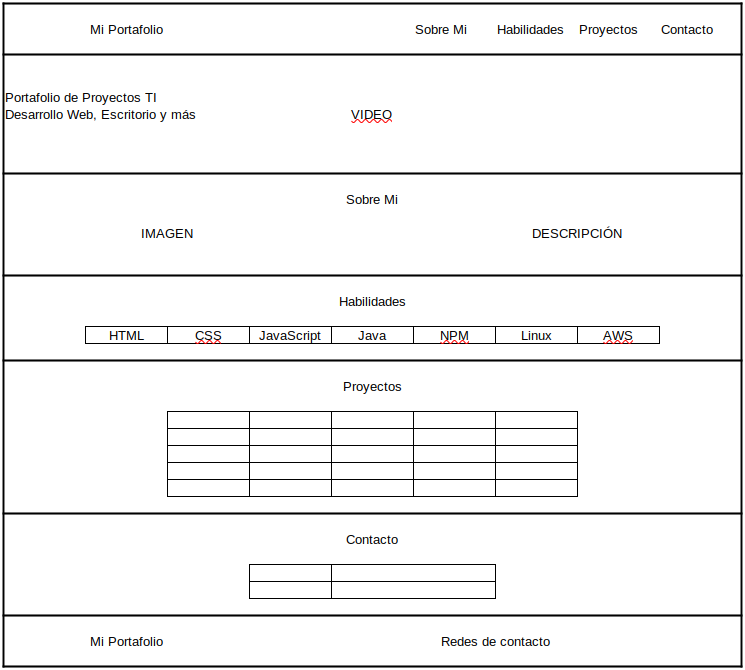 Mi Portafolio Sobre Mi Habilidades Proyectos Contacto
Portafolio de Proyectos TI
Desarrollo Web, Escritorio y más VIDEO
Sobre Mi
IMAGEN DESCRIPCIÓN
Habilidades
HTML CSS JavaScript Java NPM Linux AWS
Proyectos
Contacto
Mi Portafolio Redes de contacto